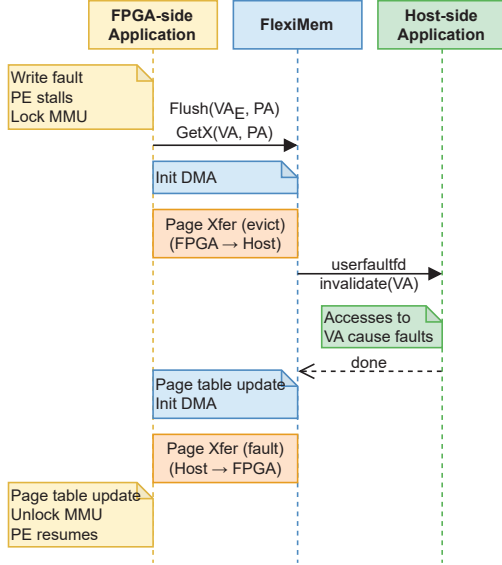 FPGA-side
Application
FlexiMem
Host-side
Application
Write fault
PE stalls
Lock MMU
Flush(VAE, PA)
GetX(VA, PA)
Init DMA
Page Xfer (evict)
(FPGA → Host)
userfaultfd
invalidate(VA)
Accesses to
VA cause faults
done
Page table update
Init DMA
Page Xfer (fault)
(Host → FPGA)
Page table update
Unlock MMU
PE resumes